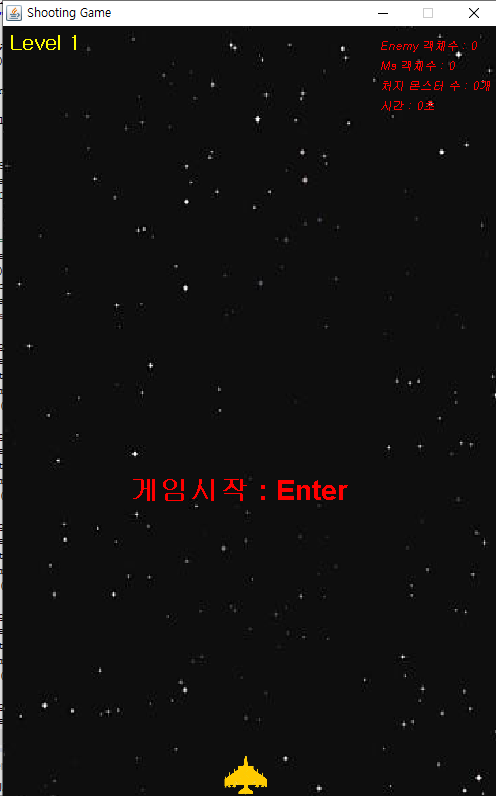 Shooting Game
Level 1
Enemy 객체수 : 0
Ms 객체수 : 0
처치 몬스터 수 : 0개
시간 : 0초
게임시작 : Enter